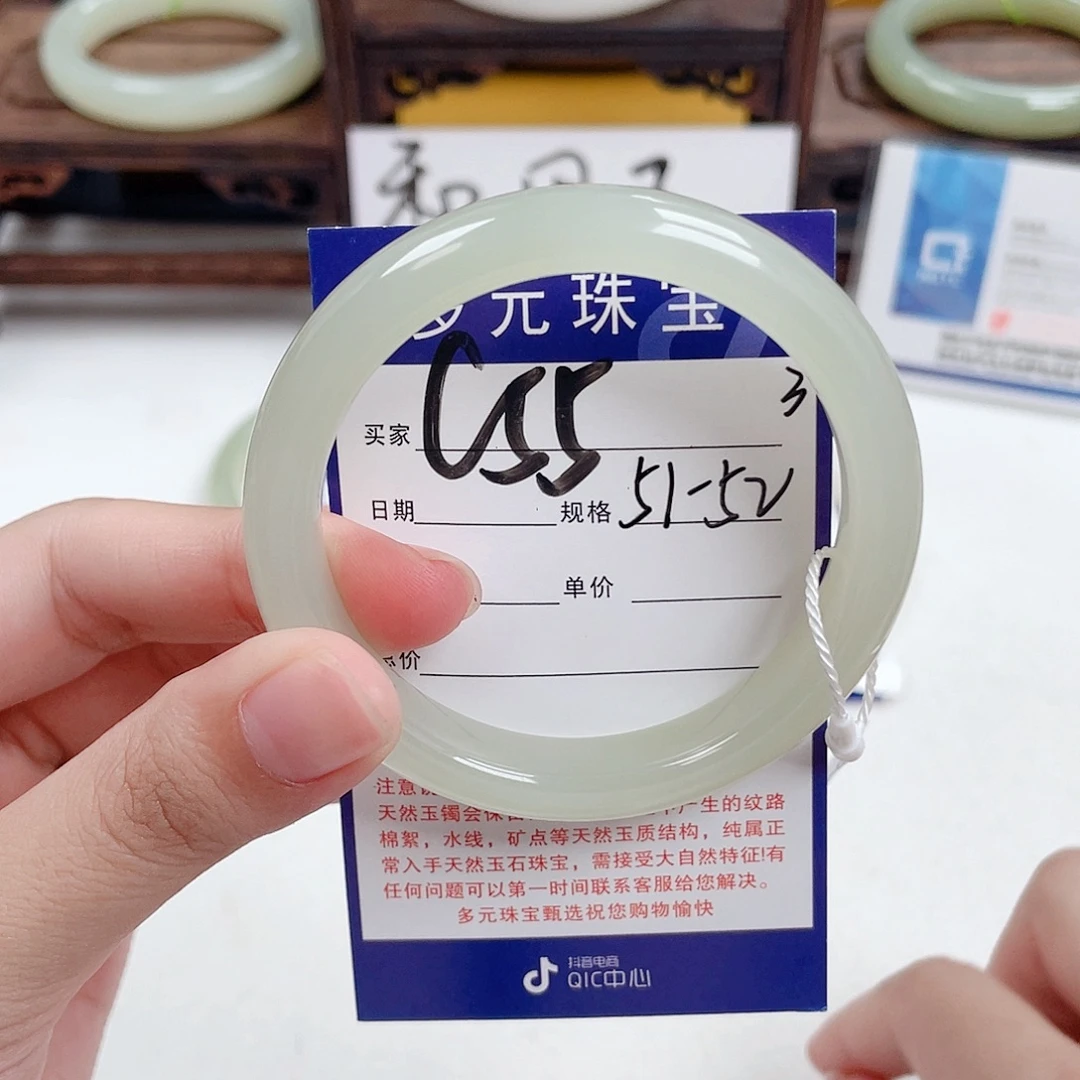 和田玉
多元珠宝
3
买家 C55
日期 规格 51-52
单价
总价
注意
天然玉镯会保留 产生的纹路
棉絮，水线，矿点等天然玉质结构，纯属正
常入手天然玉石珠宝，需接受大自然特征!有
任何问题可以第一时间联系客服给您解决。
多元珠宝甄选祝您购物愉快
抖音电商
QIC中心